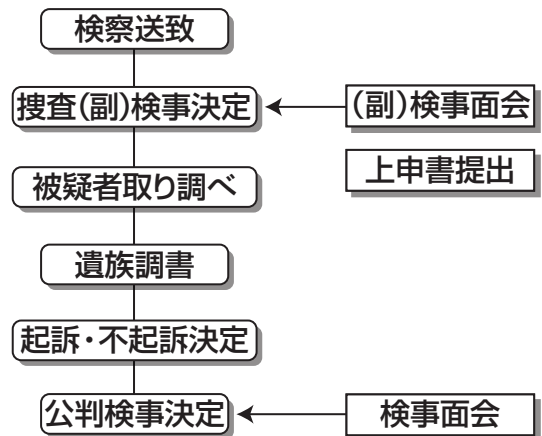 検察送致
捜査（副）検事決定
（副）検事面会
上申書提出
被疑者取り調べ
遺族調書
起訴・不起訴決定
公判検事決定
検事面会